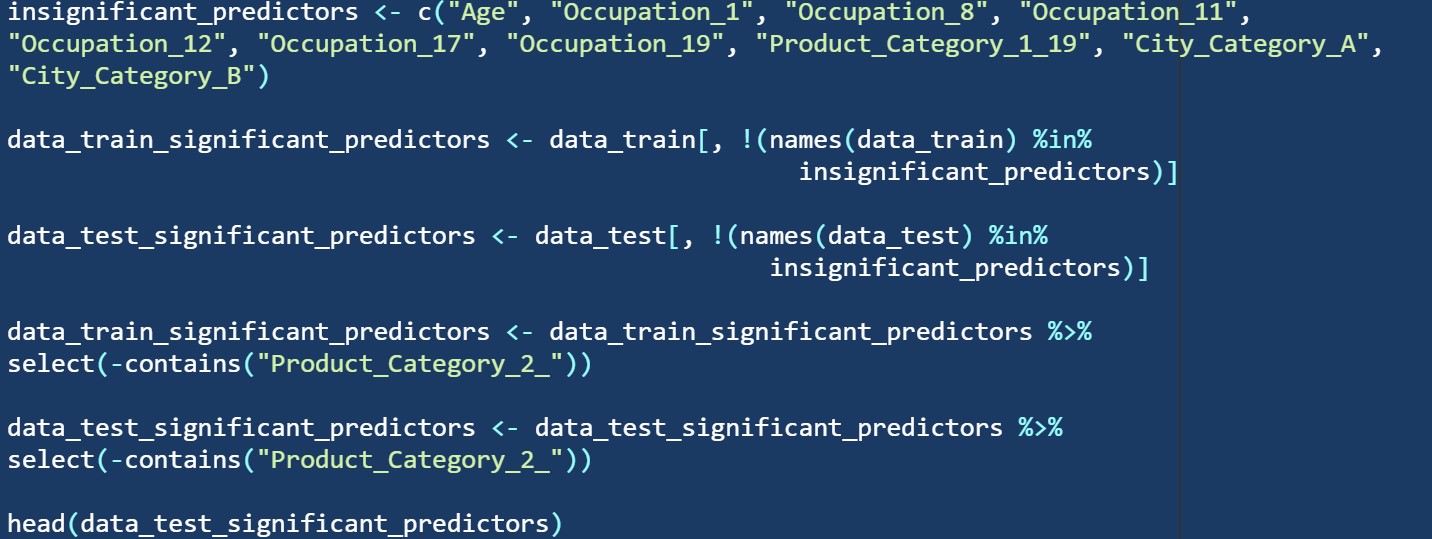 insignificant_predictors <- c("Age", "Occupation_1", "Occupation_8", "Occupation_11",
"Occupation_12", "Occupation_17", "Occupation_19", "Product_Category_1_19", "City_Category_A",
"City_Category_B")
data_train_significant_predictors <- data_train[, !(names(data_train) %in%
insignificant_predictors)]
data_test_significant_predictors <- data_test[, !(names(data_test) %in%
insignificant_predictors)]
data_train_significant_predictors <- data_train_significant_predictors %>%
select(-contains("Product_Category_2_"))
data_test_significant_predictors <- data_test_significant_predictors %>%
select(-contains("Product_Category_2_"))
head(data_test_significant_predictors)